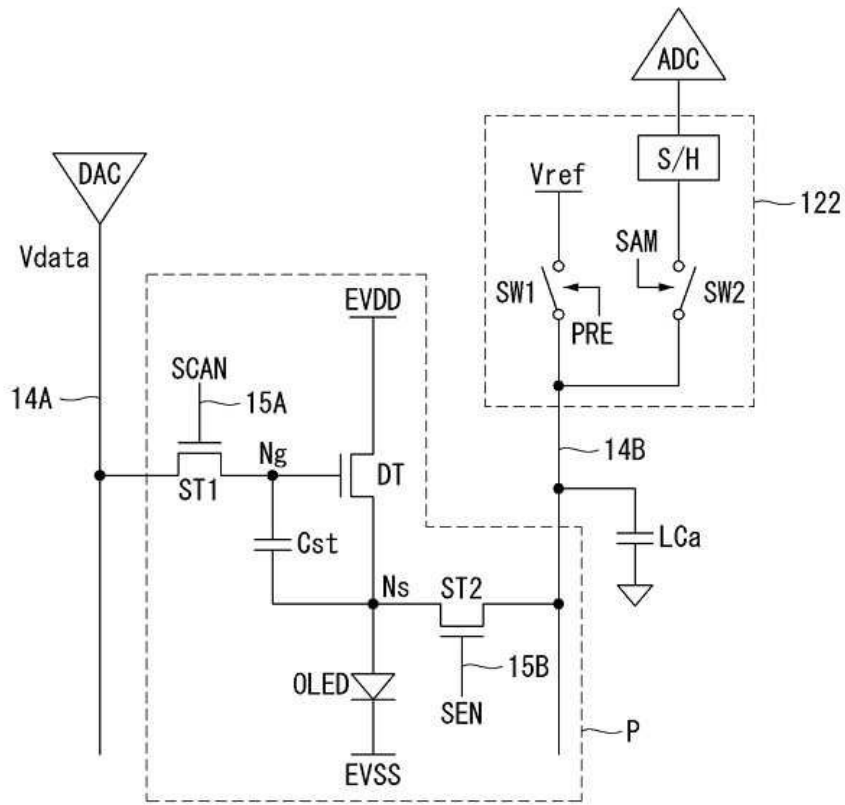 ADC
S/H
DAC
Vref
122
Vdata
SAM
SW1
SW2
EVDD
PRE
SCAN
14A
15A
14B
Ng
DT
ST1
Cst
LCa
Ns
ST2
OLED
15B
SEN
P
EVSS